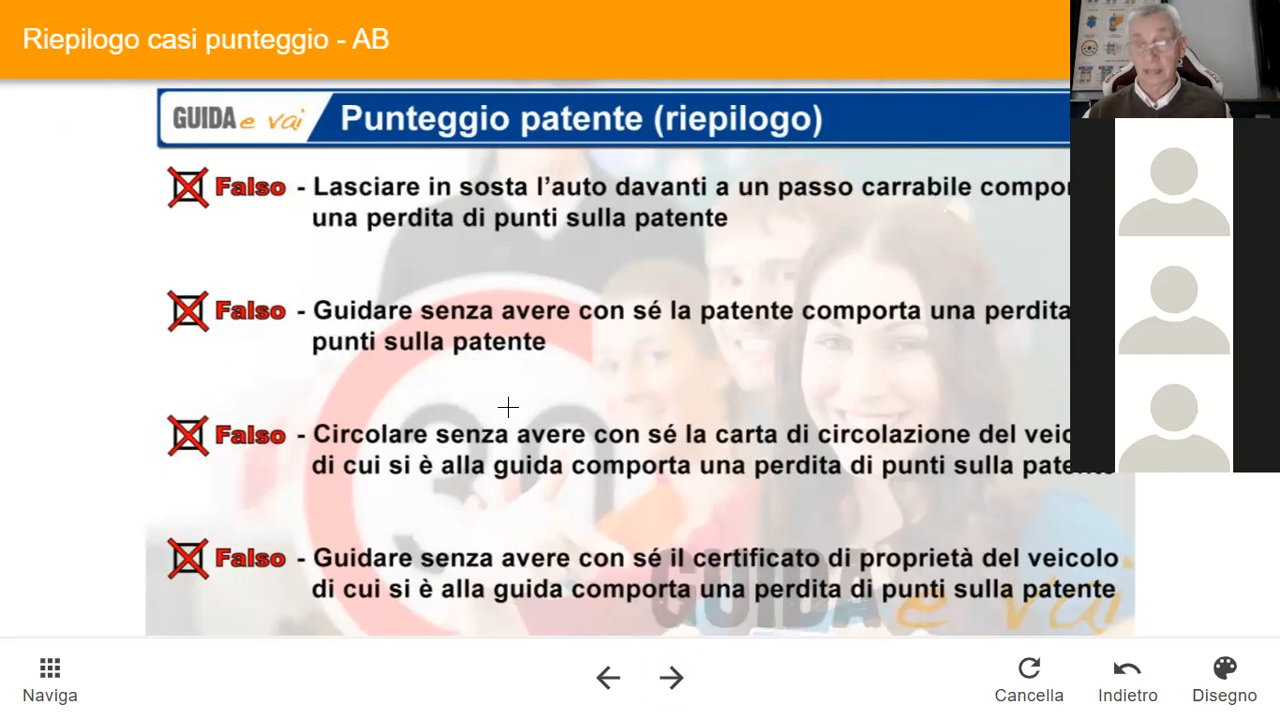 Riepilogo casi punteggio - AB
GUIDA e vai Punteggio patente (riepilogo)
Falso - Lasciare in sosta l'auto davanti a un passo carrabile
una perdita di punti sulla patente
Falso - Guidare senza avere con sé la patente comporta una perdita
punti sulla patente
Falso - Circolare senza avere con sé la carta di circolazione del
di cui si è alla guida comporta una perdita di punti sulla
Falso - Guidare senza avere con sé il certificato di proprietà del veicolo
di cui si è alla guida comporta una perdita di punti sulla patente
30
GUIDA e vai
Naviga
Cancella
Indietro
Disegno